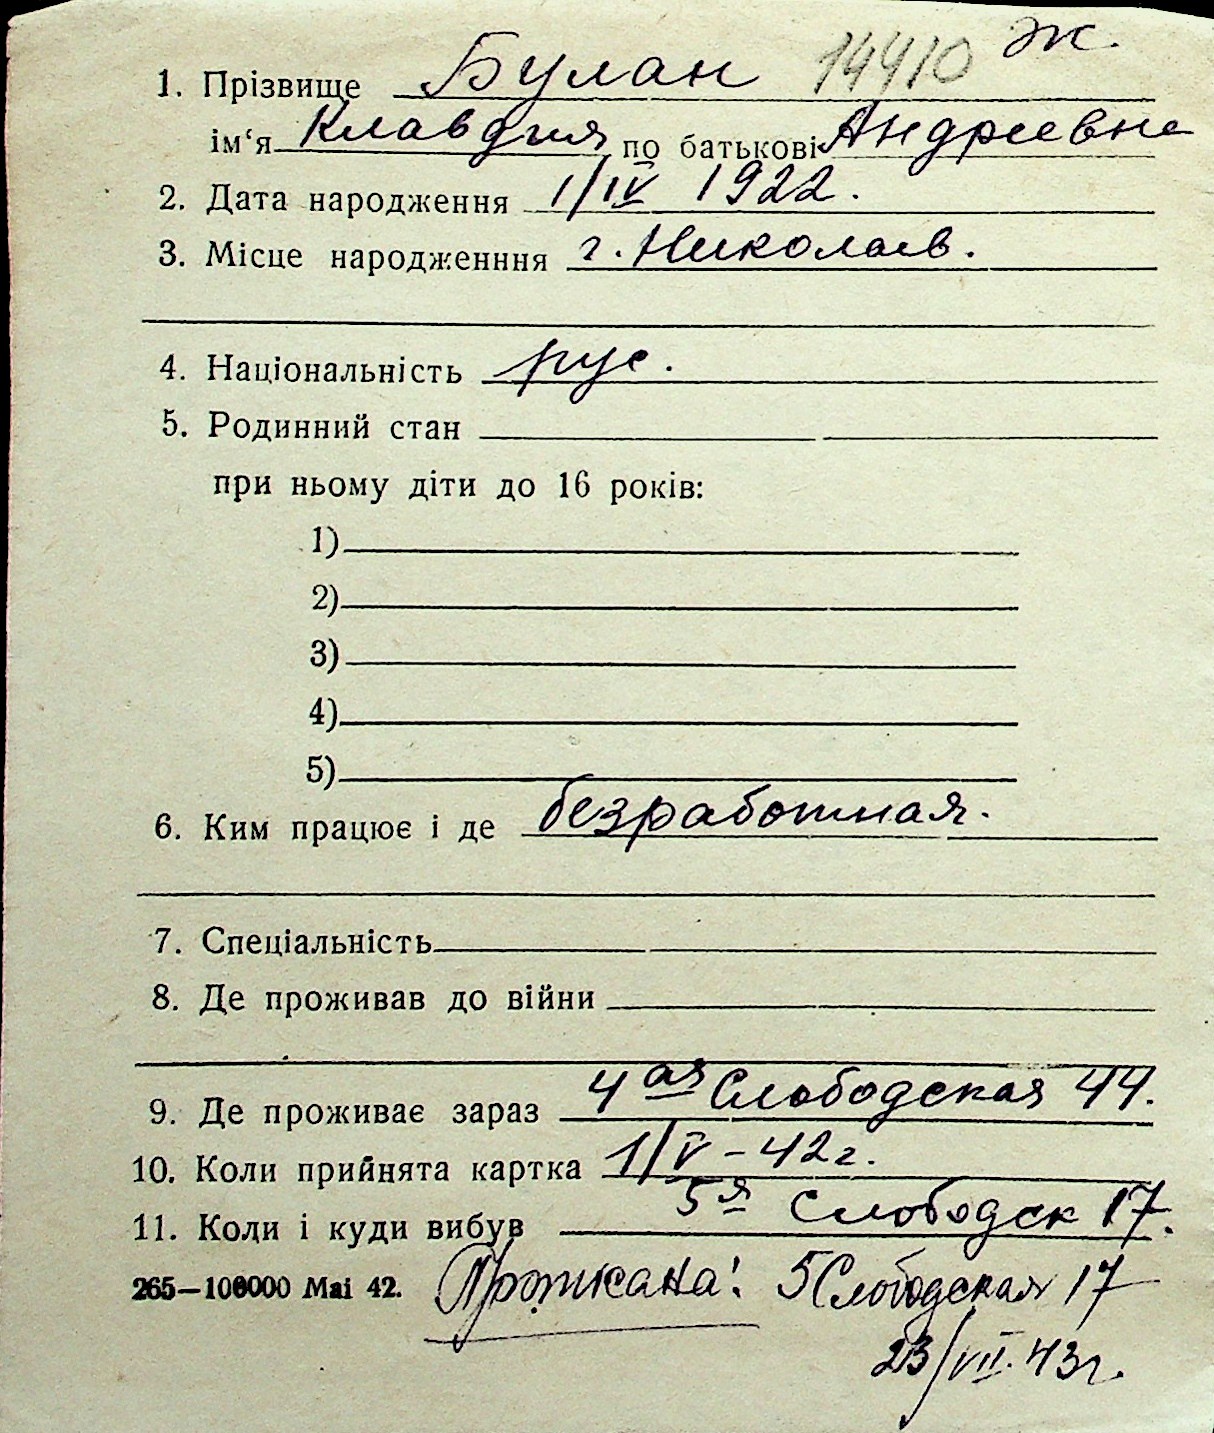 Ж.
1. Прізвище Булан 14410
ім‘я Клавдия по батькові Андреевна
2. Дата народження 1/IV 1922.
3. Місце народженння г. Николаев.
4. Національність рус.
5. Родинний стан
при ньому діти до 16 років:
1)
2)
3)
4)
5)
6. Ким працює і де безработная.
7. Спеціальність
8. Де проживав до війни
9. Де проживає зараз 4ая Слободская 44.
10. Коли прийнята картка 1/V – 42 г.
11. Коли і куди вибув 5я Слободск 17.
265—100000 Mai 42. 5 Слободская 17
23/VII. 43 г.